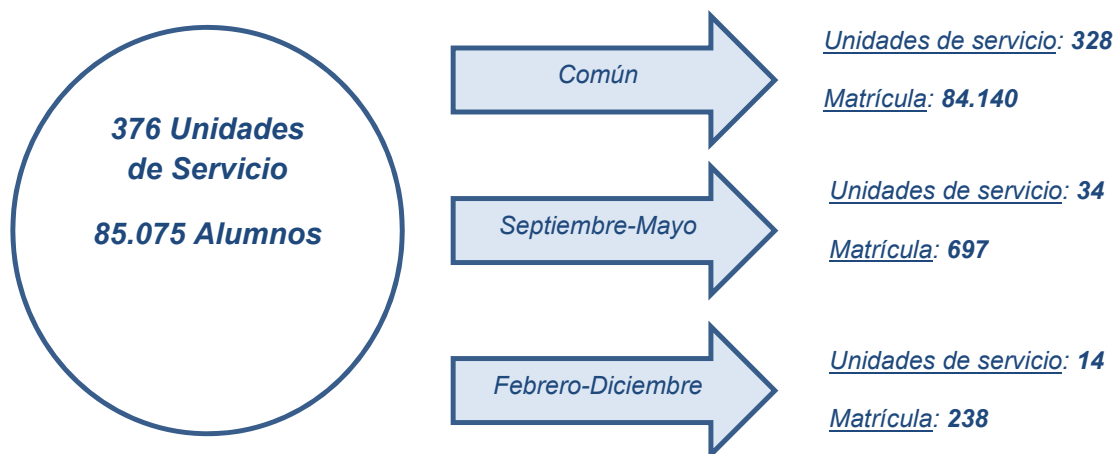 376 Unidades
de Servicio
85.075 Alumnos
Común
Unidades de servicio: 328
Matrícula: 84.140
Septiembre-Mayo
Unidades de servicio: 34
Matrícula: 697
Febrero-Diciembre
Unidades de servicio: 14
Matrícula: 238